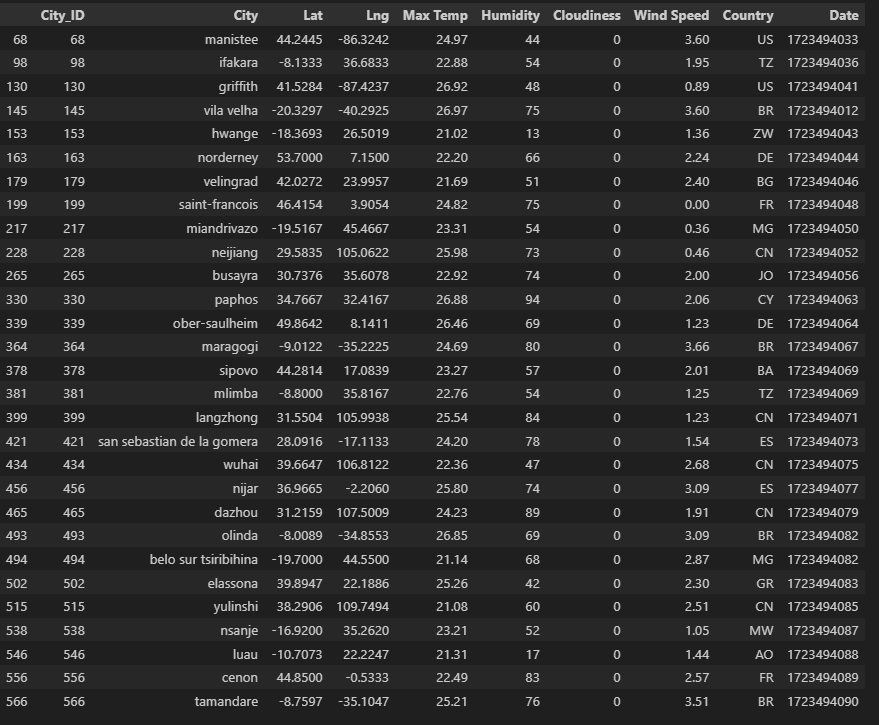 City_ID City Lat Lng Max Temp Humidity Cloudiness Wind Speed Country Date
68 68 manistee 44.2445 -86.3242 24.97 44 0 3.60 US 1723494033
98 98 ifakara -8.1333 36.6833 22.88 54 0 1.95 TZ 1723494036
130 130 griffith 41.5284 -87.4237 26.92 48 0 0.89 US 1723494041
145 145 vila velha -20.3297 -40.2925 26.97 75 0 3.60 BR 1723494012
153 153 hwange -18.3693 26.5019 21.02 13 0 1.36 ZW 1723494043
163 163 norderney 53.7000 7.1500 22.20 66 0 2.24 DE 1723494044
179 179 velingrad 42.0272 23.9957 21.69 51 0 2.40 BG 1723494046
199 199 saint-francois 46.4154 3.9054 24.82 75 0 0.00 FR 1723494048
217 217 miandrivazo -19.5167 45.4667 23.31 54 0 0.36 MG 1723494050
228 228 neijiang 29.5835 105.0622 25.98 73 0 0.46 CN 1723494052
265 265 busayra 30.7376 35.6078 22.92 74 0 2.00 JO 1723494056
330 330 paphos 34.7667 32.4167 26.88 94 0 2.06 CY 1723494063
339 339 ober-saulheim 49.8642 8.1411 26.46 69 0 1.23 DE 1723494064
364 364 maragogi -9.0122 -35.2225 24.69 80 0 3.66 BR 1723494067
378 378 sipovo 44.2814 17.0839 23.27 57 0 2.01 BA 1723494069
381 381 mlimba -8.8000 35.8167 22.76 54 0 1.25 TZ 1723494069
399 399 langzhong 31.5504 105.9938 25.54 84 0 1.23 CN 1723494071
421 421 san sebastian de la gomera 28.0916 -17.1133 24.20 78 0 1.54 ES 1723494073
434 434 wuhai 39.6647 106.8122 22.36 47 0 2.68 CN 1723494075
456 456 nijar 36.9665 -2.2060 25.80 74 0 3.09 ES 1723494077
465 465 dazhou 31.2159 107.5009 24.23 89 0 1.91 CN 1723494079
493 493 olinda -8.0089 -34.8553 26.85 69 0 3.09 BR 1723494082
494 494 belo sur tsiribihina -19.7000 44.5500 21.14 68 0 2.87 MG 1723494082
502 502 elassona 39.8947 22.1886 25.26 42 0 2.30 GR 1723494083
515 515 yulinshi 38.2906 109.7494 21.08 60 0 2.51 CN 1723494085
538 538 nsanje -16.9200 35.2620 23.21 52 0 1.05 MW 1723494087
546 546 luau -10.7073 22.2247 21.31 17 0 1.44 AO 1723494088
556 556 cenon 44.8500 -0.5333 22.49 83 0 2.57 FR 1723494089
566 566 tamandare -8.7597 -35.1047 25.21 76 0 3.51 BR 1723494090